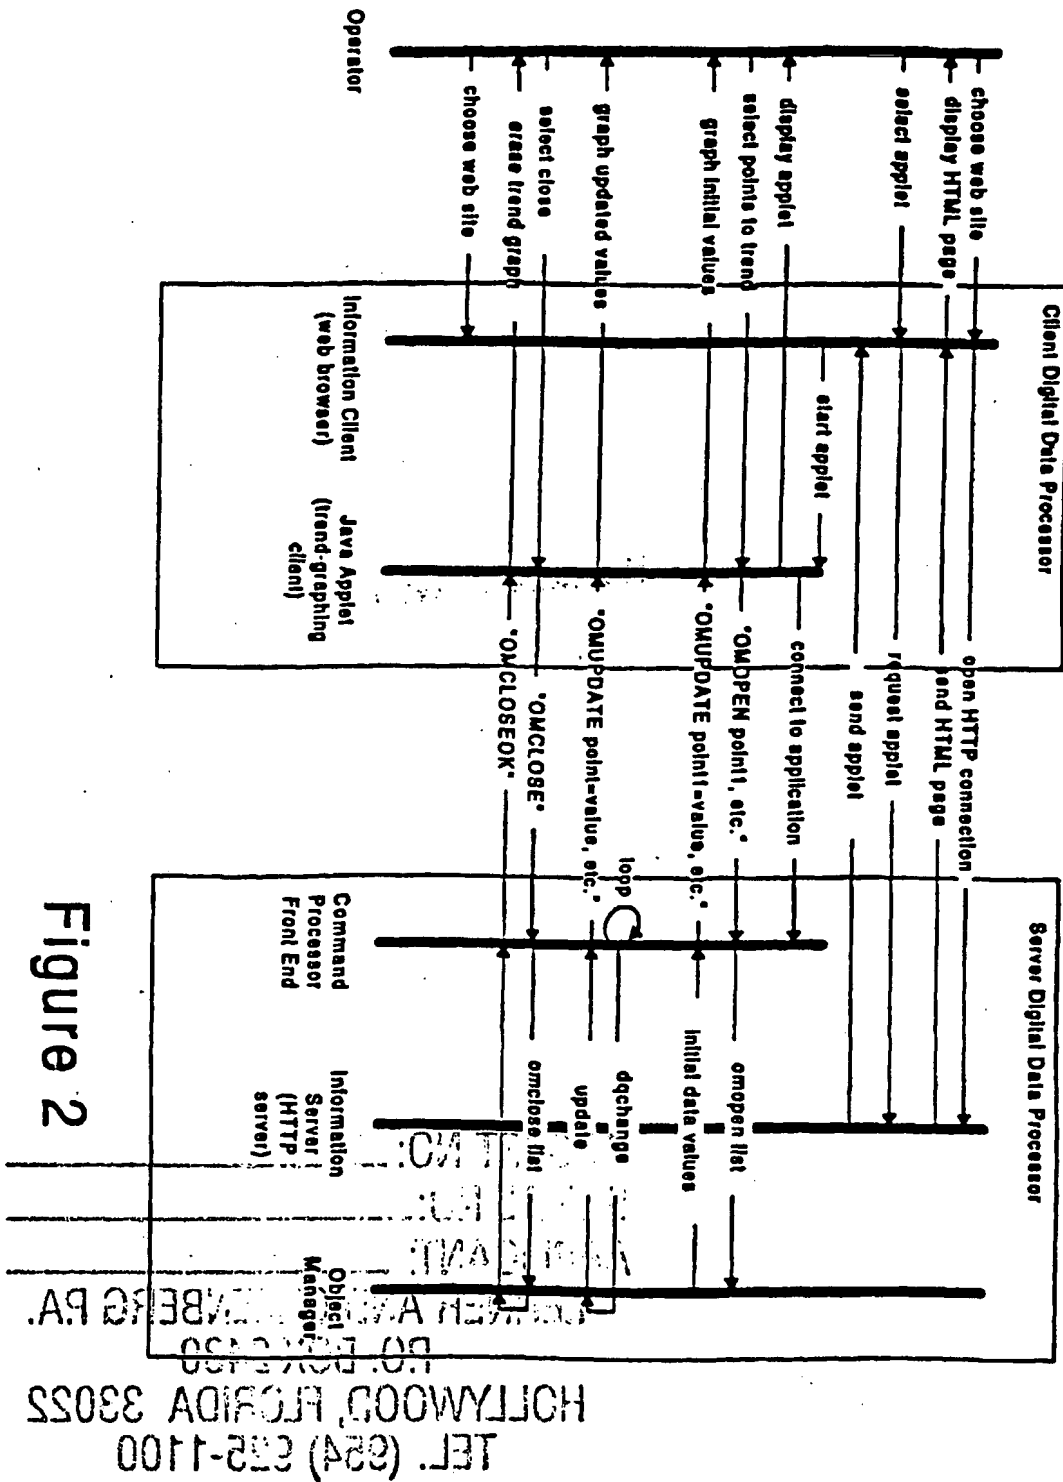 Client Digital Data Processor
Server Digital Data Processor
choose web site
open HTTP connection
display HTML page
send HTML page
select applet
request applet
send applet
start applet
connect to application
display applet
select points to trend
"OMOPEN point1, etc."
omopen list
graph initial values
"OMUPDATE point1=value, etc."
initial data values
loop
dqchange
graph updated values
"OMUPDATE point=value, etc."
update
select close
"OMCLOSE"
omclose list
erase trend graph
"OMCLOSEOK"
choose web site
Operator
Information Client
(web browser)
Java Applet
(trend-graphing
client)
Command
Processor
Front End
Information
Server
(HTTP
server)
Object
Manager
Figure 2
P.A.
P.O. BOX
HOLLYWOOD, FLORIDA 33022
TEL. (954) 925-1100